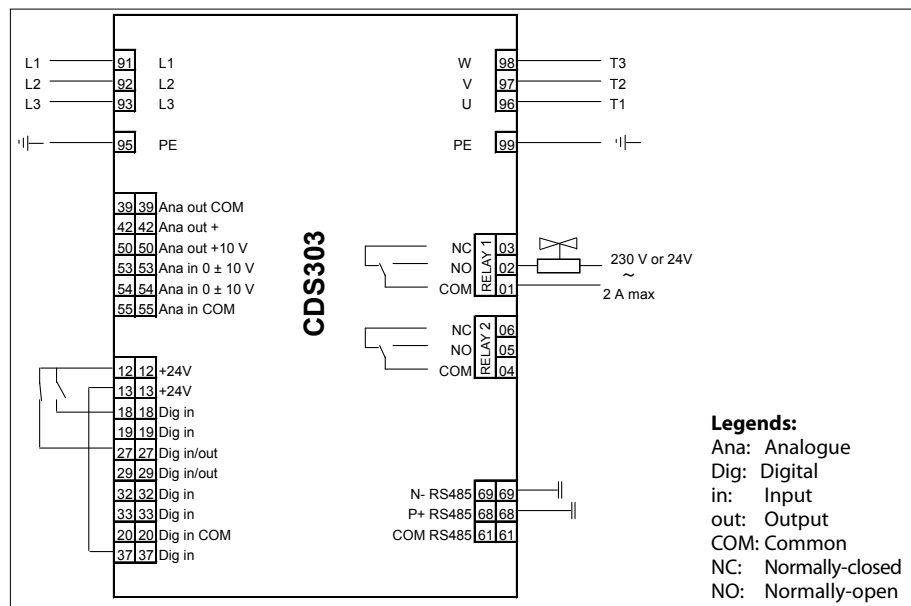 L1 91 L1 W 98 T3
L2 92 L2 V 97 T2
L3 93 L3 U 96 T1
95 PE PE 99
39 39 Ana out COM
42 42 Ana out +
50 50 Ana out +10 V
53 53 Ana in 0 ± 10 V
54 54 Ana in 0 ± 10 V
55 55 Ana in COM
CDS303
NC 03
NO 02
COM 01
RELAY 1
230 V or 24V
~
2 A max
NC 06
NO 05
COM 04
RELAY 2
12 12 +24V
13 13 +24V
18 18 Dig in
19 19 Dig in
27 27 Dig in/out
29 29 Dig in/out
32 32 Dig in
33 33 Dig in
20 20 Dig in COM
37 37 Dig in
N- RS485 69 69
P+ RS485 68 68
COM RS485 61 61
Legends:
Ana: Analogue
Dig: Digital
in: Input
out: Output
COM: Common
NC: Normally-closed
NO: Normally-open